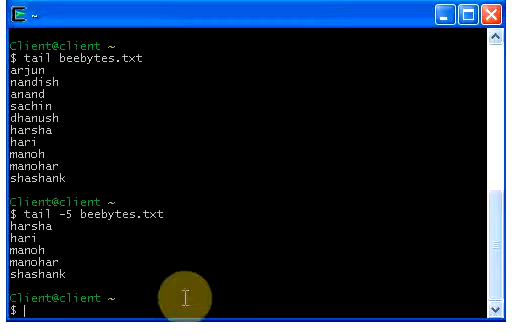 ~
Client@client ~
$ tail beebytes.txt
arjun
nandish
anand
sachin
dhanush
harsha
hari
manoh
manohar
shashank
Client@client ~
$ tail -5 beebytes.txt
harsha
hari
manoh
manohar
shashank
Client@client ~
$